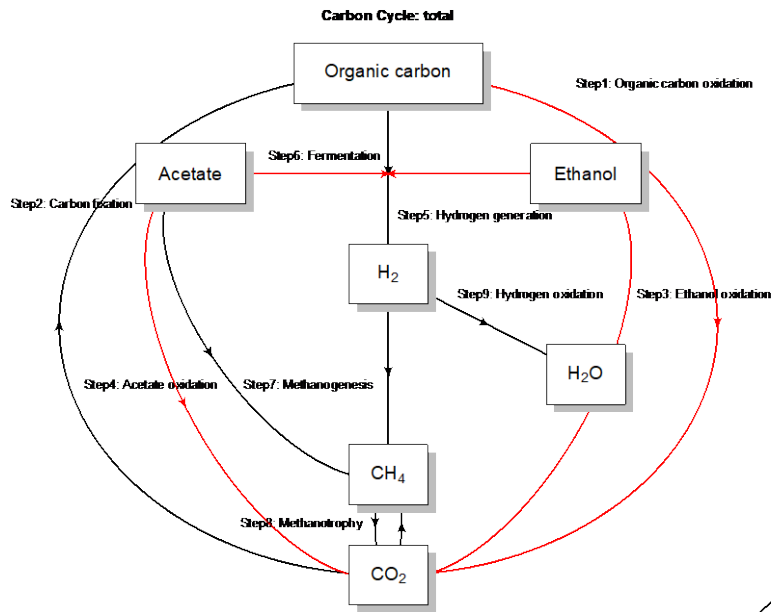 Carbon Cycle: total
Organic carbon
Step1: Organic carbon oxidation
Step6: Fermentation
Acetate
Ethanol
Step2: Carbon fixation
Step5: Hydrogen generation
H₂
Step9: Hydrogen oxidation
Step3: Ethanol oxidation
H₂O
Step4: Acetate oxidation
Step7: Methanogenesis
CH₄
Step8: Methanotrophy
CO₂